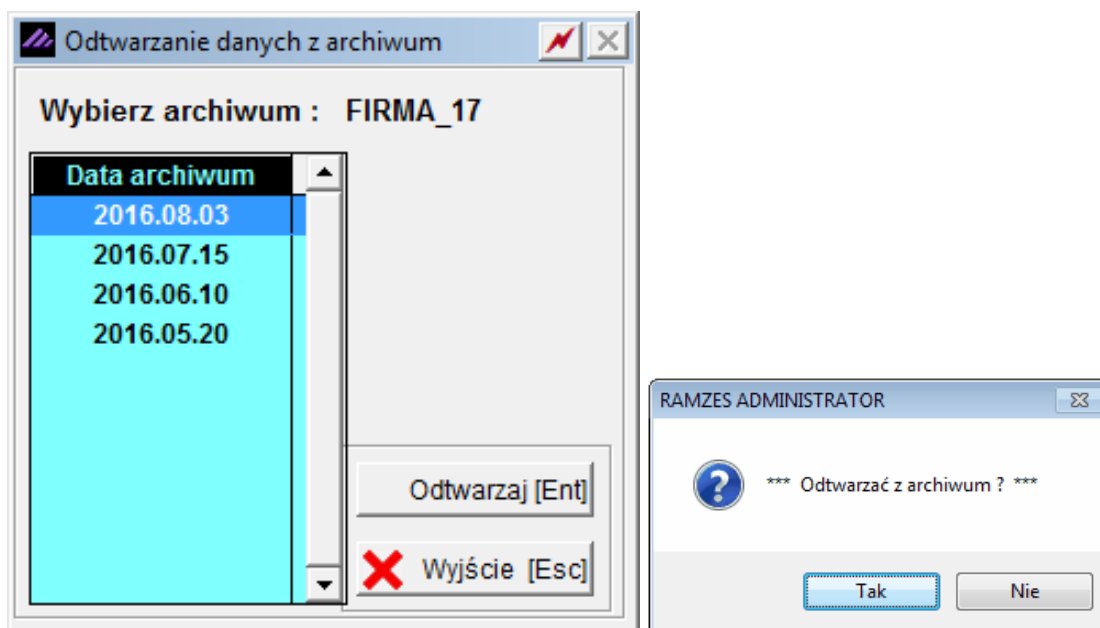 Odtwarzanie danych z archiwum
Wybierz archiwum : FIRMA_17
Data archiwum
2016.08.03
2016.07.15
2016.06.10
2016.05.20
Odtwarzaj [Ent]
Wyjście [Esc]
RAMZES ADMINISTRATOR
*** Odtwarzać z archiwum ? ***
Tak
Nie